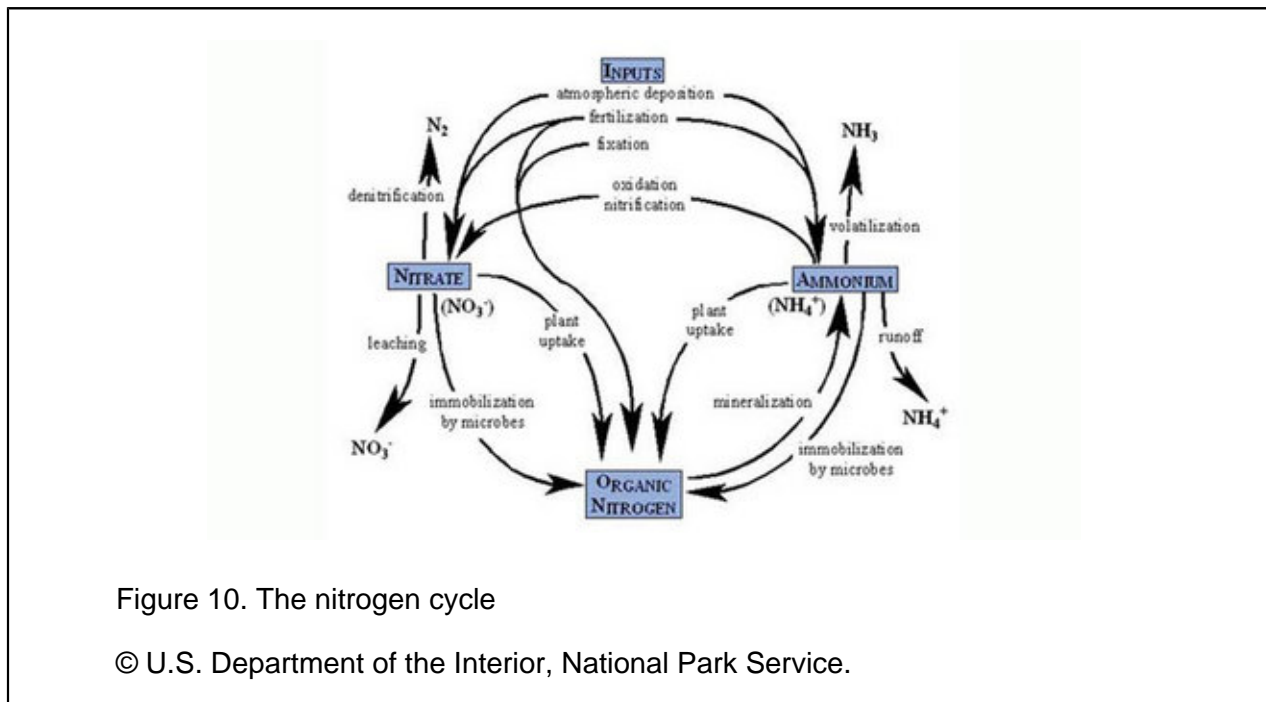 INPUTS
atmospheric deposition
fertilization
fixation
N₂
NH₃
denitrification
oxidation
nitrification
volatilization
NITRATE
(NO₃⁻)
AMMONIUM
(NH₄⁺)
leaching
plant
uptake
plant
uptake
runoff
immobilization
by microbes
mineralization
NO₃⁻
NH₄⁺
immobilization
by microbes
ORGANIC
NITROGEN
Figure 10. The nitrogen cycle
© U.S. Department of the Interior, National Park Service.